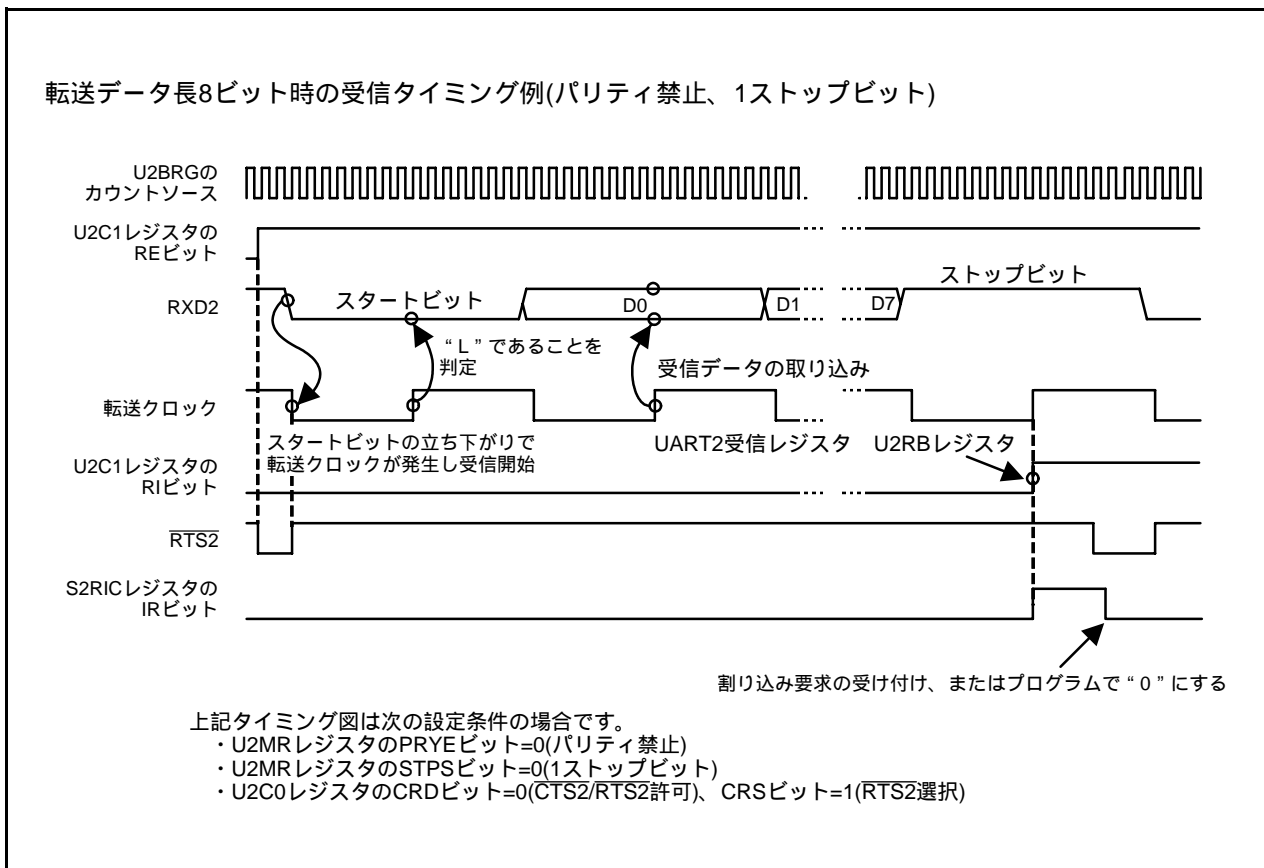 転送データ長8ビット時の受信タイミング例(パリティ禁止、1ストップビット)
U2BRGの
カウントソース
U2C1レジスタの
REビット
RXD2
スタートビット
D0
D1
D7
ストップビット
“L”であることを
判定
受信データの取り込み
転送クロック
スタートビットの立ち下がりで
転送クロックが発生し受信開始
UART2受信レジスタ
U2RBレジスタ
U2C1レジスタの
RIビット
RTS2
S2RICレジスタの
IRビット
割り込み要求の受け付け、またはプログラムで“0”にする
上記タイミング図は次の設定条件の場合です。
・U2MRレジスタのPRYEビット=0(パリティ禁止)
・U2MRレジスタのSTPSビット=0(1ストップビット)
・U2C0レジスタのCRDビット=0(CTS2/RTS2許可)、CRSビット=1(RTS2選択)